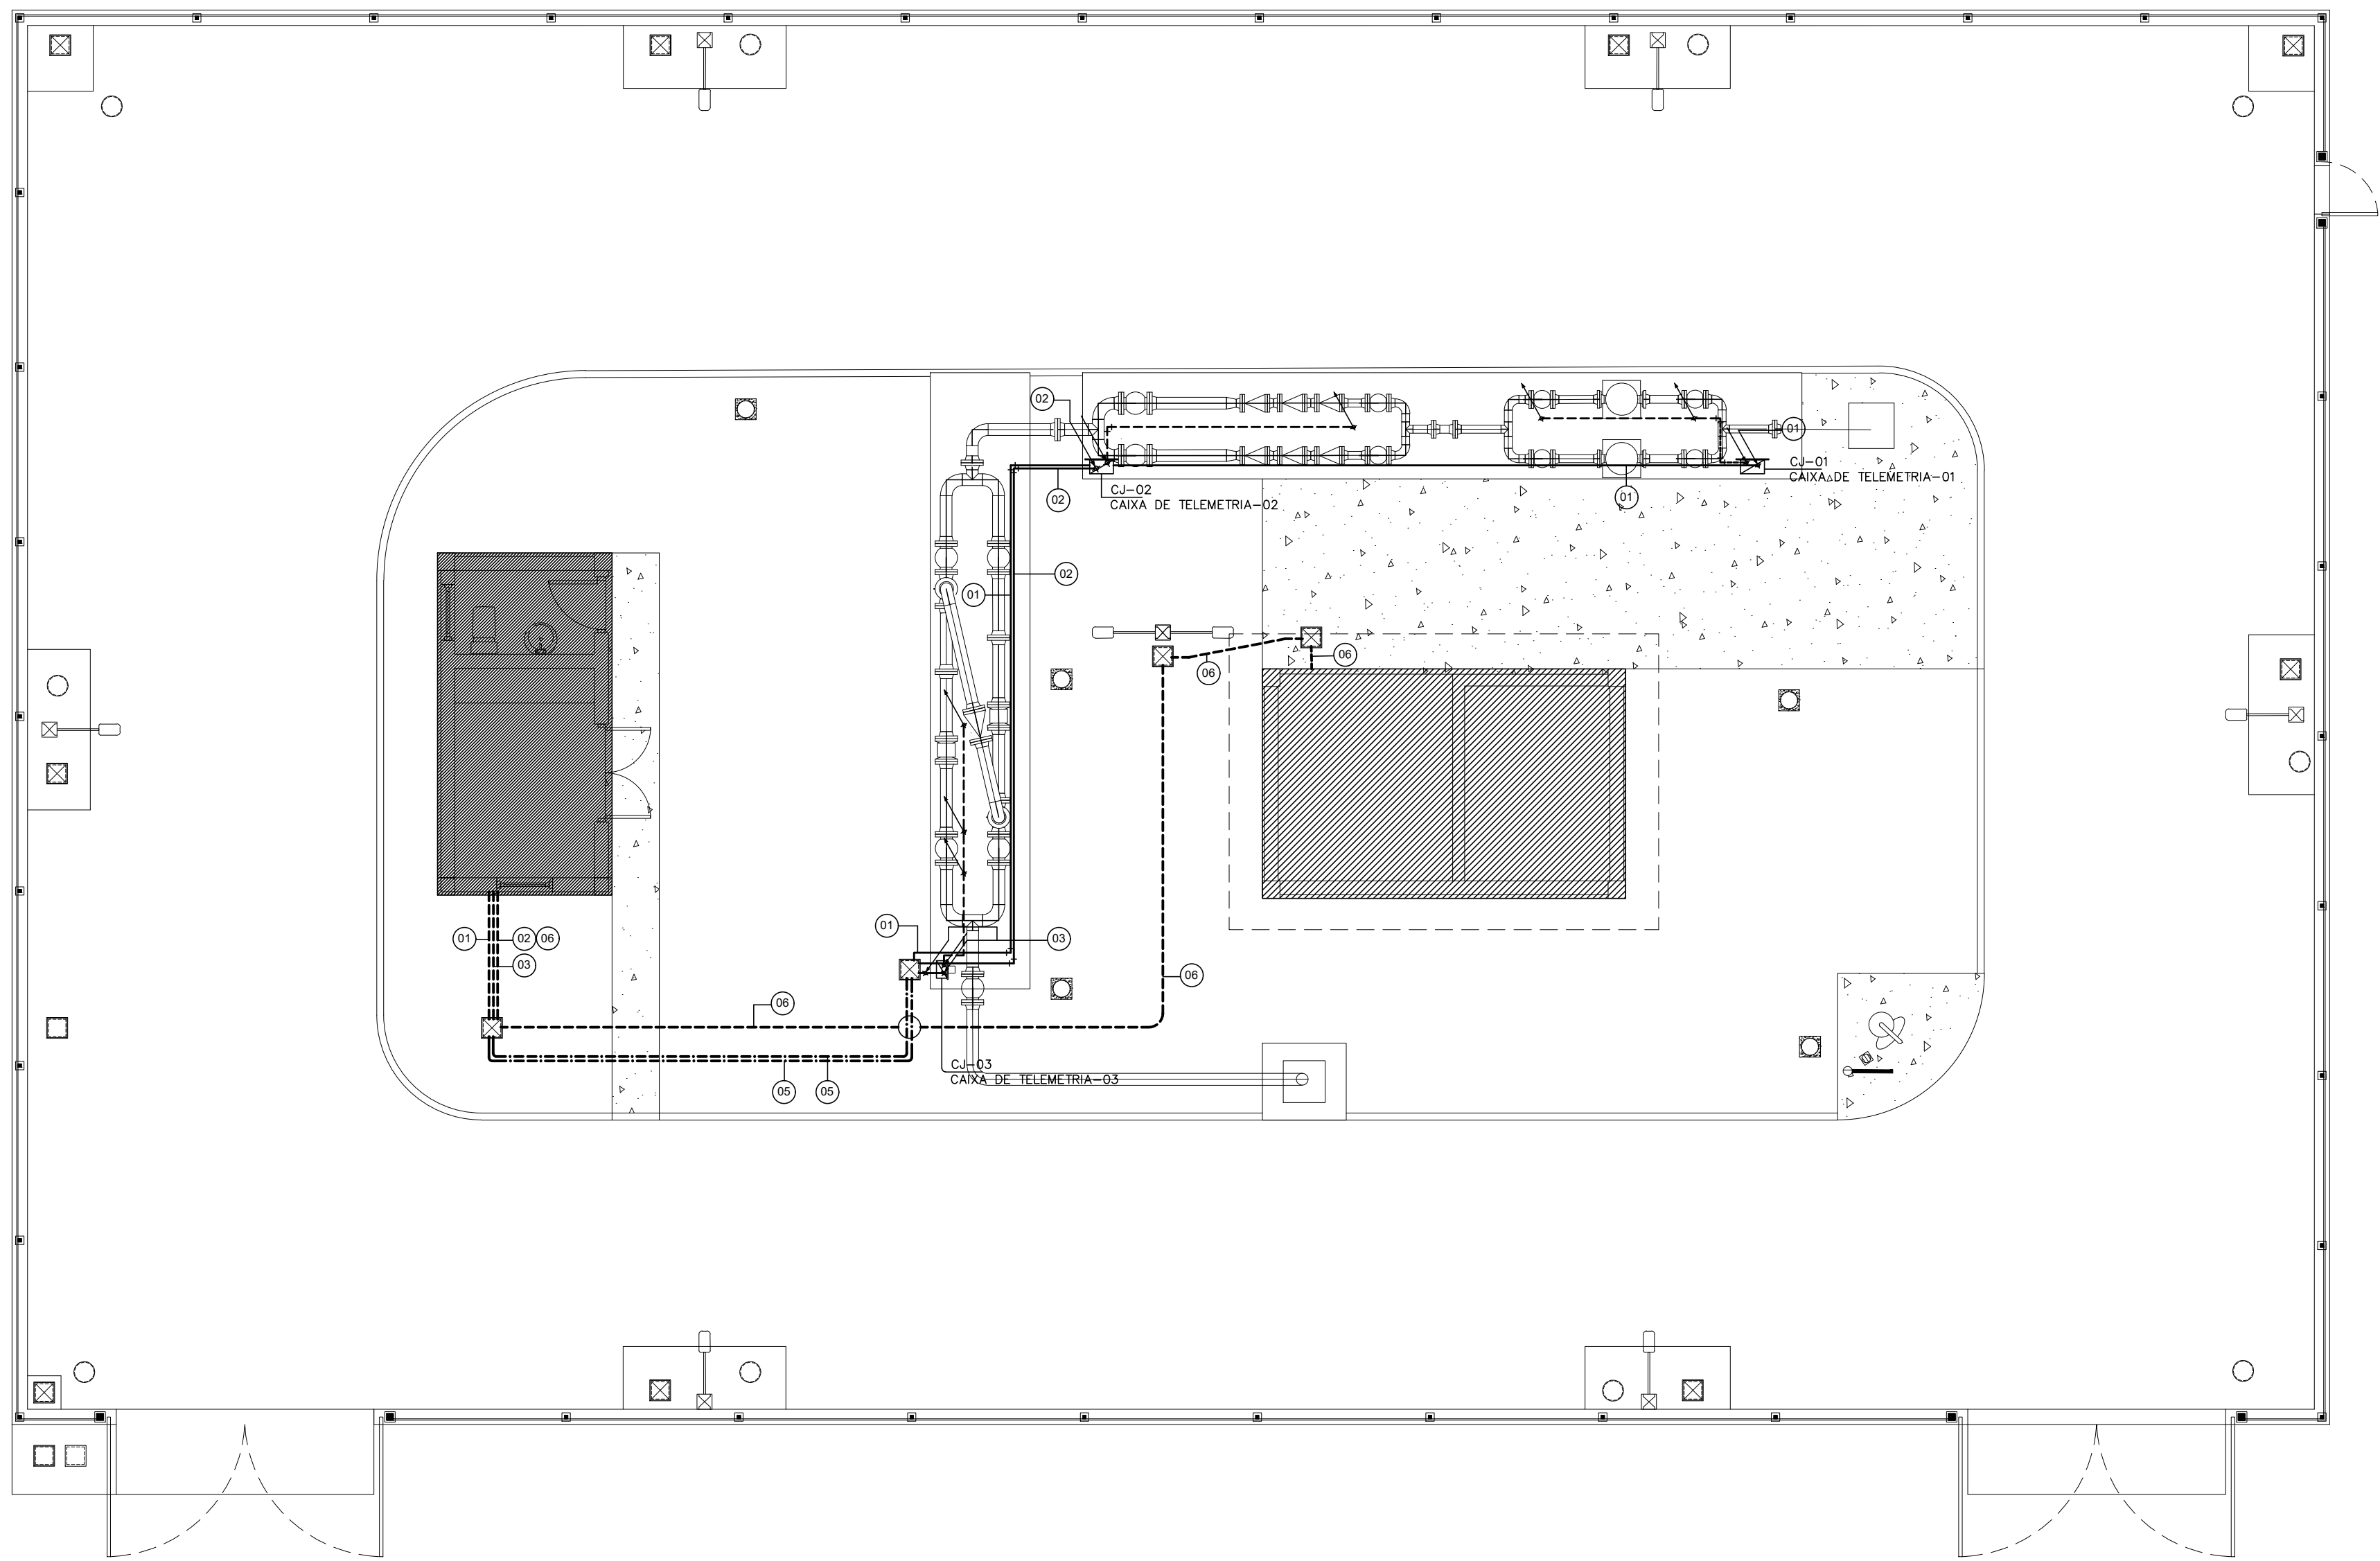 02
01
CJ-01
CAIXA DE TELEMETRIA-01
CJ-02
CAIXA DE TELEMETRIA-02
02
01
02
01
06
06
01
03
01
02 06
03
06
06
CJ-03
CAIXA DE TELEMETRIA-03
05
05